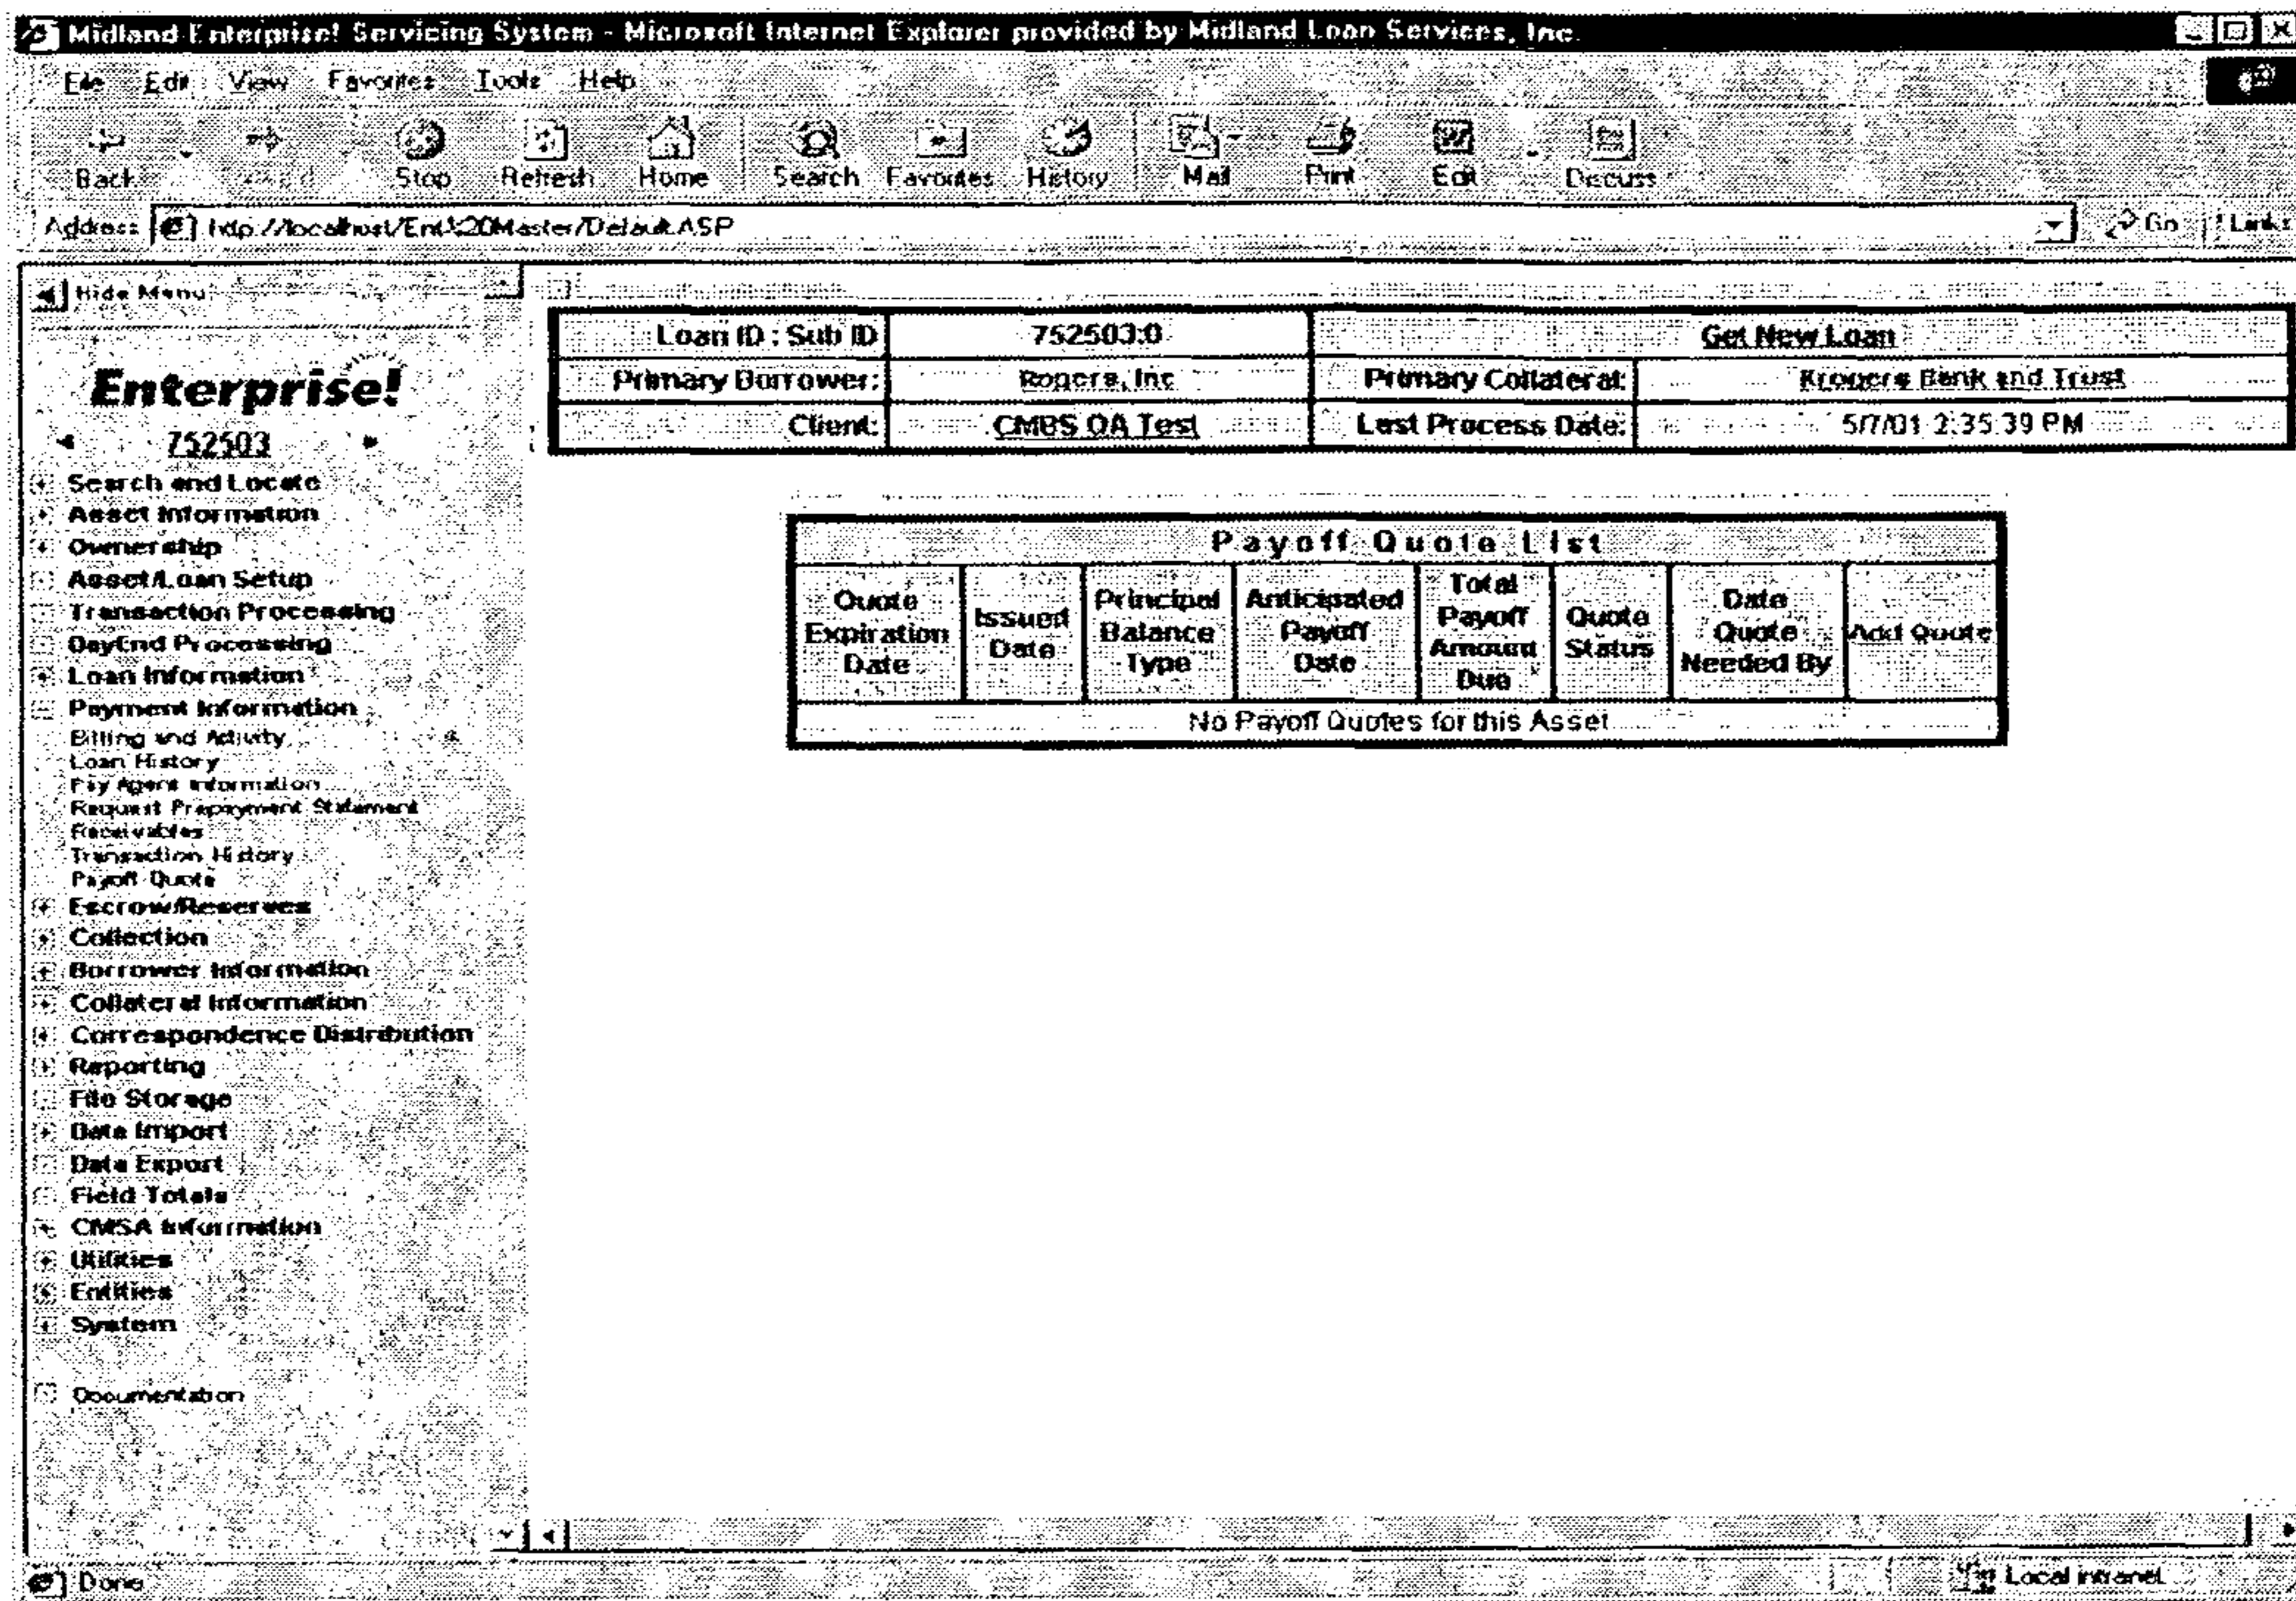 Midland Enterprise! Servicing System - Microsoft Internet Explorer provided by Midland Loan Services, Inc.
File Edit View Favorites Tools Help
Back Stop Refresh Home Search Favorites History Mail Print Edit Discuss
Address http://localhost/Ent%20Master/Default.ASP Go Links
Hide Menu
Loan ID : Sub ID 752503:0 Get New Loan
Primary Borrower: Rogers, Inc Primary Collateral: Krogers Bank and Trust
Client: CMBS QA Test Last Process Date: 5/7/01 2:35:39 PM
Enterprise!
752503
Search and Locate
Asset Information
Ownership
Asset/Loan Setup
Transaction Processing
DayEnd Processing
Loan Information
Payment Information
Billing and Activity
Loan History
Pay Agent Information
Request Prepayment Statement
Receivables
Transaction History
Payoff Quote
Escrow/Reserves
Collection
Borrower Information
Collateral Information
Correspondence Distribution
Reporting
File Storage
Data Import
Data Export
Field Totals
CMSA Information
Utilities
Entities
System
Documentation
Payoff Quote List
Quote Expiration Date
Issued Date
Principal Balance Type
Anticipated Payoff Date
Total Payoff Amount Due
Quote Status
Date Quote Needed By
Add Quote
No Payoff Quotes for this Asset
Done Local intranet